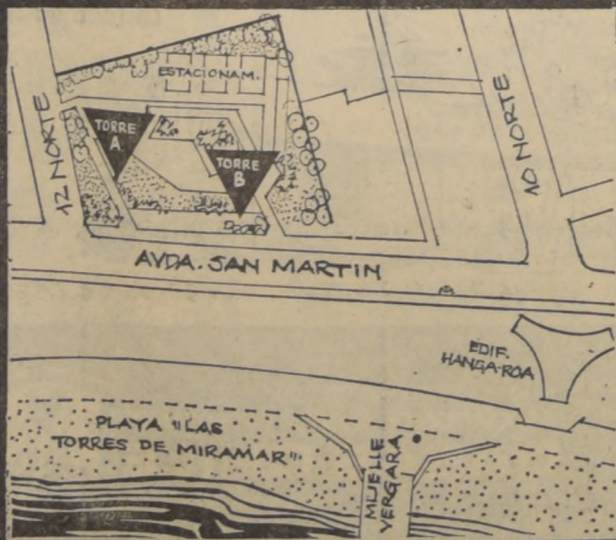 ESTACIONAM.
TORRE
A
TORRE
B
12 NORTE
10 NORTE
AVDA. SAN MARTIN
EDIF.
HANGA-ROA
PLAYA "LAS
TORRES DE MIRAMAR"
MUELLE
VERGARA